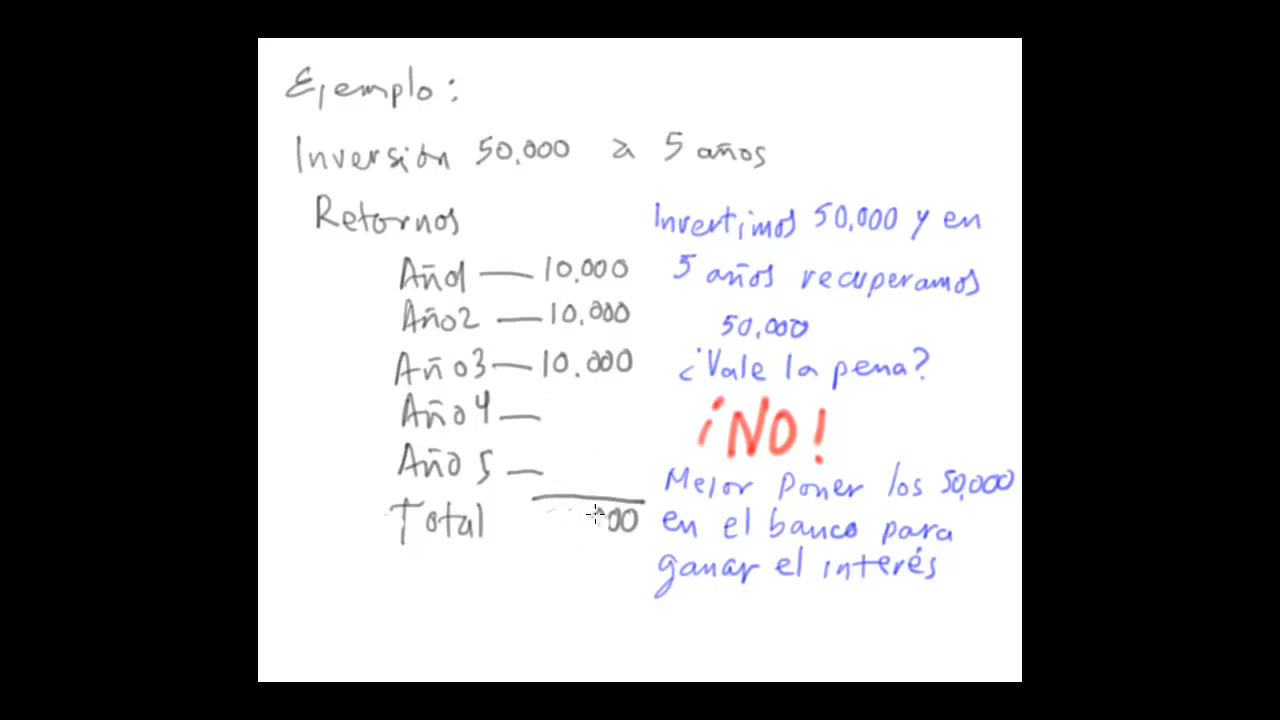 Ejemplo:
Inversión 50,000 a 5 años
Retornos
Año1 — 10,000
Año2 — 10,000
Año3 — 10,000
Año4 —
Año5 —
Total 00
Invertimos 50,000 y en
5 años recuperamos
50,000
¿Vale la pena?
¡NO!
Mejor poner los 50,000
en el banco para
ganar el interés